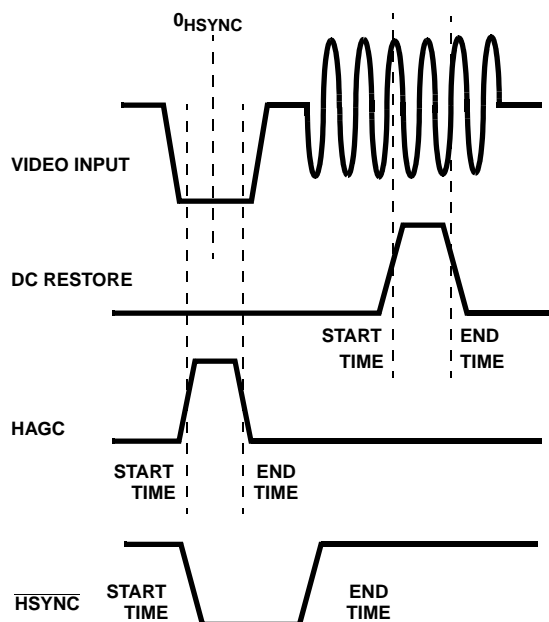 0HSYNC
VIDEO INPUT
DC RESTORE
START TIME
END TIME
HAGC
START TIME
END TIME
HSYNC
START TIME
END TIME